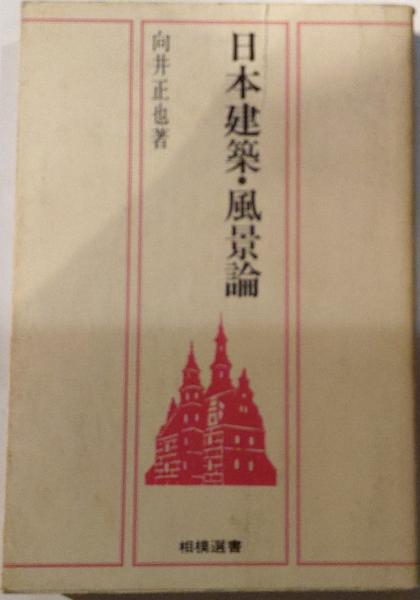 日本建築・風景論
向井正也著
相模選書